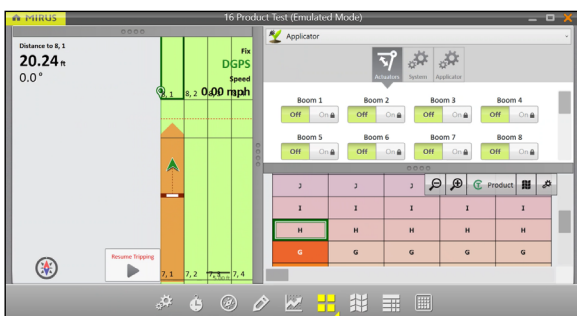 MIRUS
16 Product Test (Emulated Mode)
Distance to 8, 1
20.24 ft
0.0°
Fix
DGPS
Speed
0.00 mph
8, 1
8, 2
7, 1
7, 2
7, 4
Resume Tripping
Applicator
Actuators
System
Applicator
Boom 1
Boom 2
Boom 3
Boom 4
Off On
Off On
Off On
Off On
Boom 5
Boom 6
Boom 7
Boom 8
Off On
Off On
Off On
Off On
Product
J J J
I I I I I
H H H H H
G G G G G